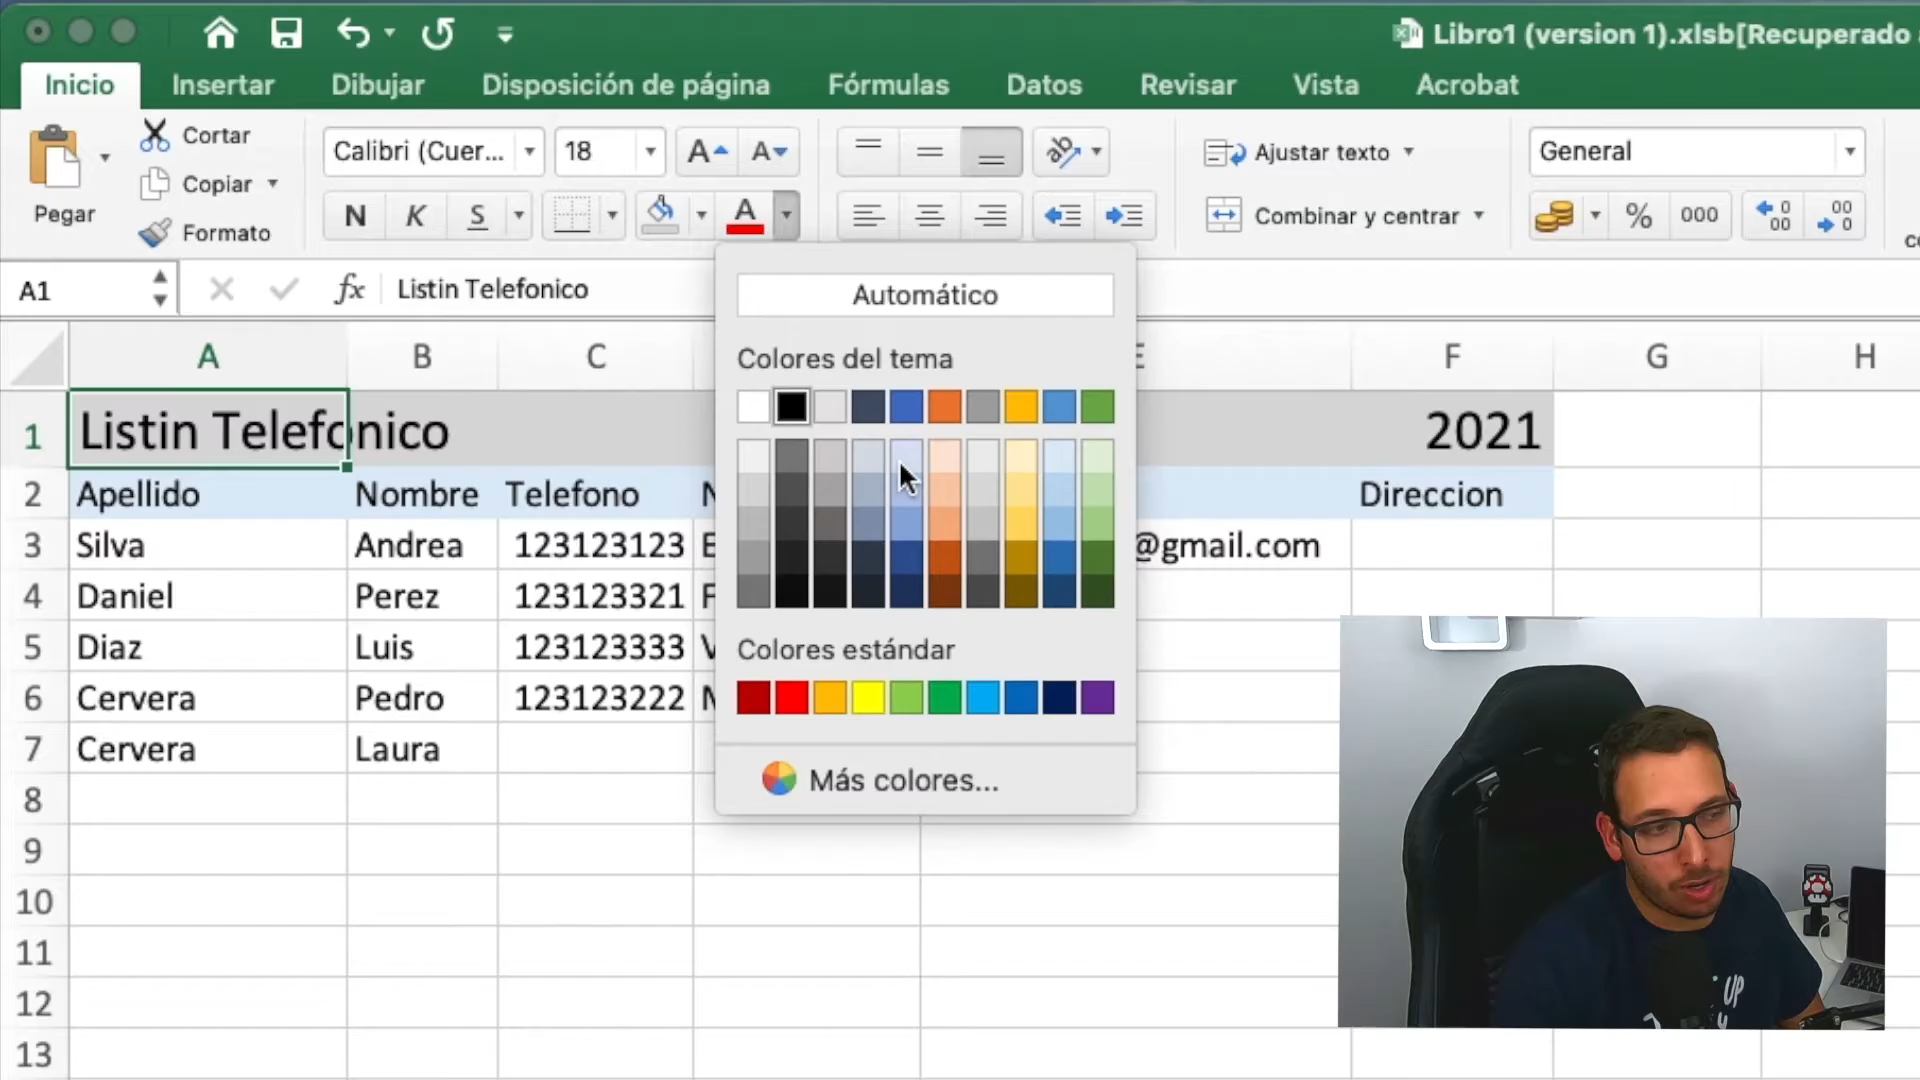 Libro1 (version 1).xlsb[Recuperado
Inicio Insertar Dibujar Disposición de página Fórmulas Datos Revisar Vista Acrobat
Pegar
Cortar
Copiar
Formato
Calibri (Cuer... 18
N K S
Ajustar texto
Combinar y centrar
General
% 000
A1 fx Listin Telefonico
Automático
Colores del tema
Colores estándar
Más colores...
A B C E F G H
1 Listin Telefonico 2021
2 Apellido Nombre Telefono Direccion
3 Silva Andrea 123123123 @gmail.com
4 Daniel Perez 123123321
5 Diaz Luis 123123333
6 Cervera Pedro 123123222
7 Cervera Laura
8
9
10
11
12
13
UP